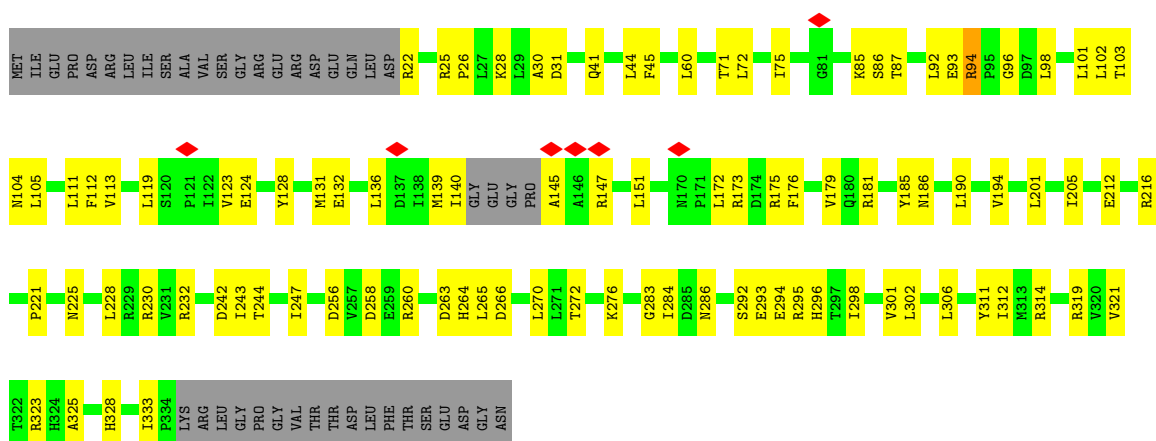 MET ILE GLU PRO ASP ARG LEU ILE SER ALA VAL SER GLY ARG GLU ARG ASP GLU GLN LEU ASP R22 R25 P26 L27 K28 L29 A30 D31 Q41 L44 F45 L60 T71 L72 I75 G81 K85 S86 T87 L92 E93 R94 P95 G96 D97 L98 L101 L102 T103
N104 L105 L111 F112 V113 L119 S120 P121 I122 V123 E124 Y128 M131 E132 L136 D137 I138 M139 I140 GLY GLU GLY PRO A145 A146 R147 L151 N170 P171 L172 R173 D174 R175 F176 V179 Q180 R181 Y185 N186 L190 V194 L201 I205 E212 R216
P221 N225 L228 R229 R230 V231 R232 D242 I243 T244 I247 D256 V257 D258 E259 R260 D263 H264 L265 D266 L270 L271 T272 K276 G283 I284 D285 N286 S292 E293 E294 R295 H296 T297 I298 V301 L302 L306 Y311 I312 M313 R314 R319 V320 V321
T322 R323 H324 A325 H328 I333 P334 LYS ARG LEU GLY PRO GLY VAL THR THR ASP LEU PHE THR SER GLU ASP GLY ASN